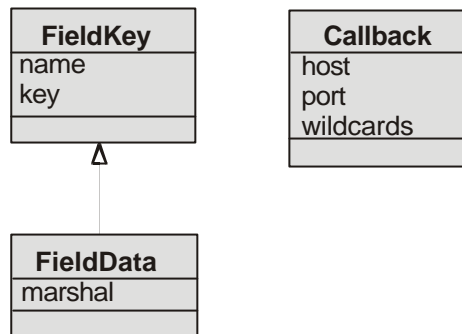 FieldKey
name
key
Callback
host
port
wildcards
FieldData
marshal